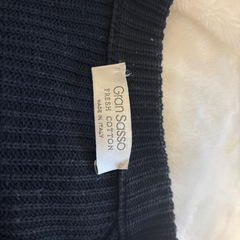 Gran Sasso
FRESH COTTON
MADE IN ITALY